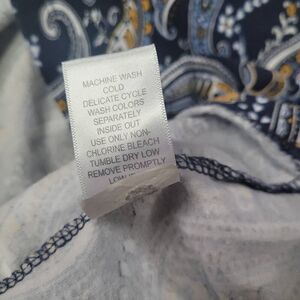 MACHINE WASH
COLD
DELICATE CYCLE
WASH COLORS
SEPARATELY
INSIDE OUT
USE ONLY NON-
CHLORINE BLEACH
TUMBLE DRY LOW
REMOVE PROMPTLY
LOW